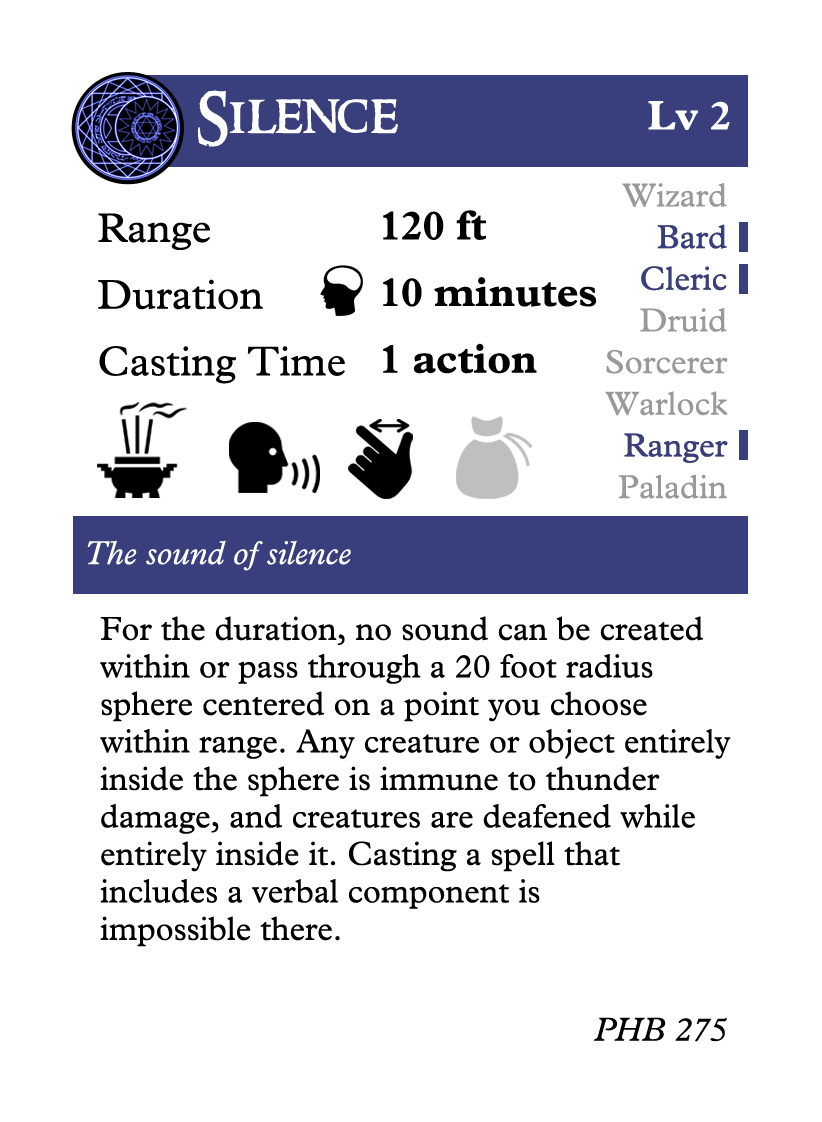 SILENCE Lv 2
Range 120 ft
Duration 10 minutes
Casting Time 1 action
Wizard
Bard
Cleric
Druid
Sorcerer
Warlock
Ranger
Paladin
The sound of silence
For the duration, no sound can be created
within or pass through a 20 foot radius
sphere centered on a point you choose
within range. Any creature or object entirely
inside the sphere is immune to thunder
damage, and creatures are deafened while
entirely inside it. Casting a spell that
includes a verbal component is
impossible there.
PHB 275